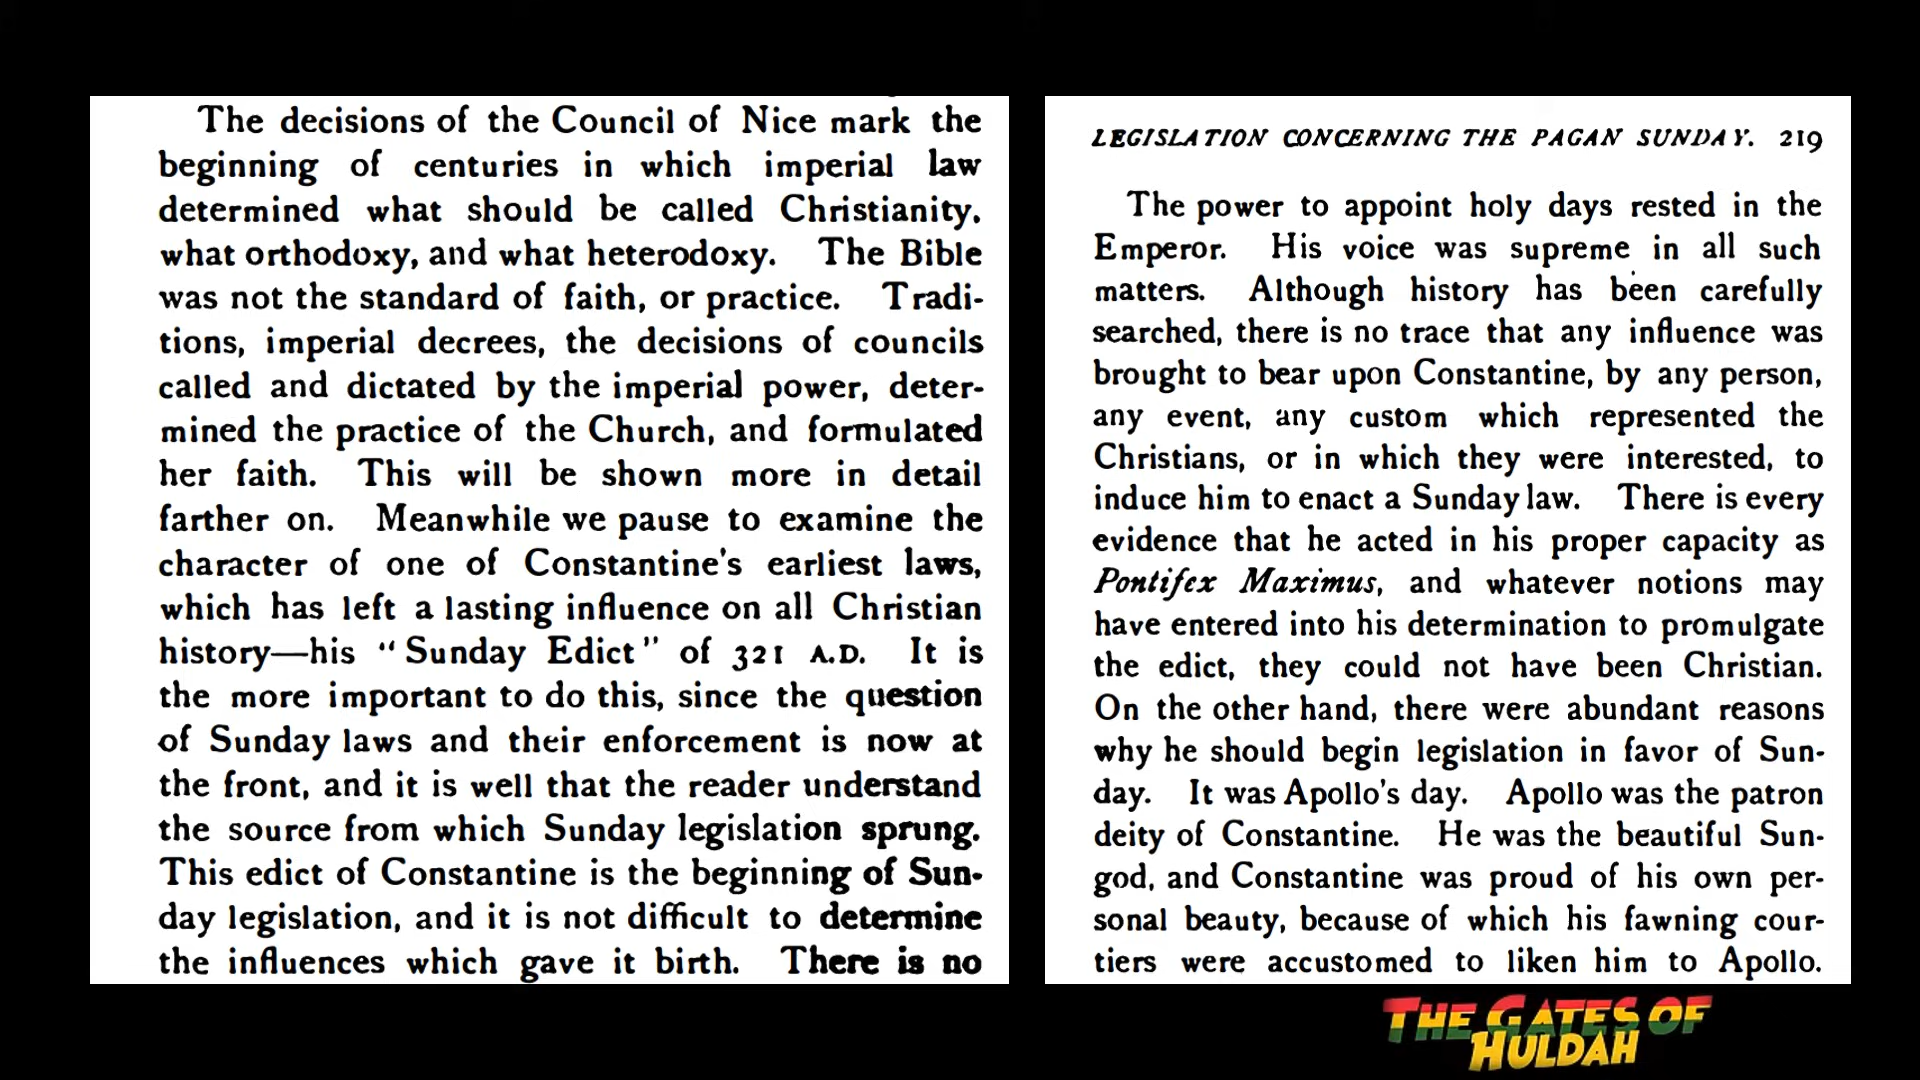 The decisions of the Council of Nice mark the
beginning of centuries in which imperial law
determined what should be called Christianity,
what orthodoxy, and what heterodoxy. The Bible
was not the standard of faith, or practice. Tradi-
tions, imperial decrees, the decisions of councils
called and dictated by the imperial power, deter-
mined the practice of the Church, and formulated
her faith. This will be shown more in detail
farther on. Meanwhile we pause to examine the
character of one of Constantine's earliest laws,
which has left a lasting influence on all Christian
history—his "Sunday Edict" of 321 A.D. It is
the more important to do this, since the question
of Sunday laws and their enforcement is now at
the front, and it is well that the reader understand
the source from which Sunday legislation sprung.
This edict of Constantine is the beginning of Sun-
day legislation, and it is not difficult to determine
the influences which gave it birth. There is no
LEGISLATION CONCERNING THE PAGAN SUNDAY. 219
The power to appoint holy days rested in the
Emperor. His voice was supreme in all such
matters. Although history has been carefully
searched, there is no trace that any influence was
brought to bear upon Constantine, by any person,
any event, any custom which represented the
Christians, or in which they were interested, to
induce him to enact a Sunday law. There is every
evidence that he acted in his proper capacity as
Pontifex Maximus, and whatever notions may
have entered into his determination to promulgate
the edict, they could not have been Christian.
On the other hand, there were abundant reasons
why he should begin legislation in favor of Sun-
day. It was Apollo's day. Apollo was the patron
deity of Constantine. He was the beautiful Sun-
god, and Constantine was proud of his own per-
sonal beauty, because of which his fawning cour-
tiers were accustomed to liken him to Apollo.
THE GATES OF
HULDAH